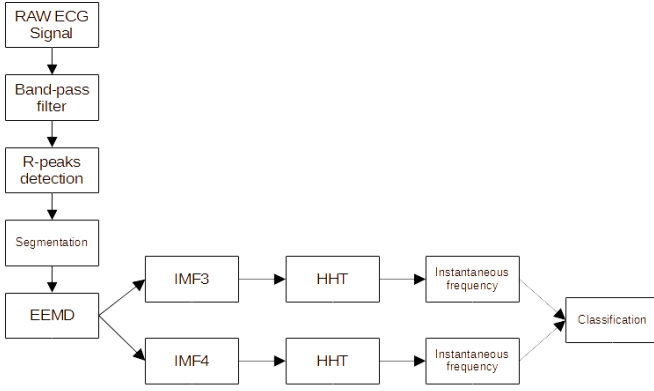 RAW ECG
Signal
Band-pass
filter
R-peaks
detection
Segmentation
EEMD
IMF3
HHT
Instantaneous
frequency
IMF4
HHT
Instantaneous
frequency
Classification